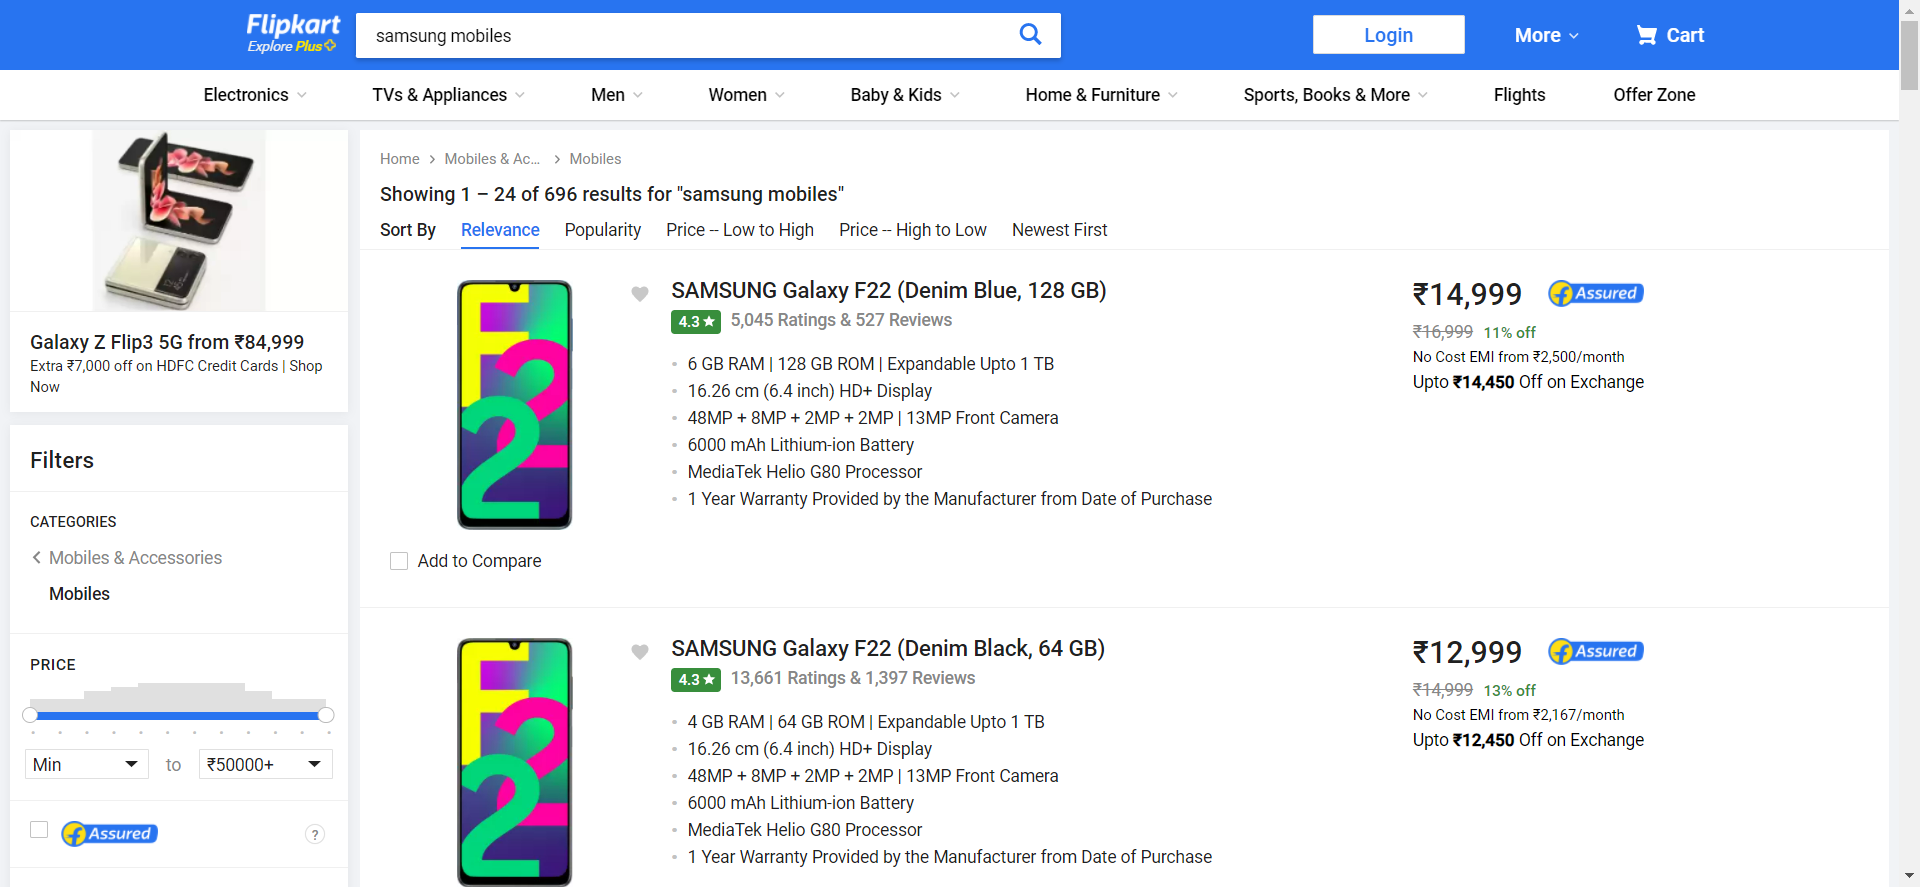 Flipkart
Explore Plus
samsung mobiles
Login
More
Cart
Electronics
TVs & Appliances
Men
Women
Baby & Kids
Home & Furniture
Sports, Books & More
Flights
Offer Zone
Galaxy Z Flip3 5G from ₹84,999
Extra ₹7,000 off on HDFC Credit Cards | Shop
Now
Filters
CATEGORIES
Mobiles & Accessories
Mobiles
PRICE
Min
to
₹50000+
Assured
?
Home
Mobiles & Ac...
Mobiles
Showing 1 – 24 of 696 results for "samsung mobiles"
Sort By
Relevance
Popularity
Price -- Low to High
Price -- High to Low
Newest First
F22
Add to Compare
SAMSUNG Galaxy F22 (Denim Blue, 128 GB)
4.3★ 5,045 Ratings & 527 Reviews
6 GB RAM | 128 GB ROM | Expandable Upto 1 TB
16.26 cm (6.4 inch) HD+ Display
48MP + 8MP + 2MP + 2MP | 13MP Front Camera
6000 mAh Lithium-ion Battery
MediaTek Helio G80 Processor
1 Year Warranty Provided by the Manufacturer from Date of Purchase
₹14,999
Assured
₹16,999 11% off
No Cost EMI from ₹2,500/month
Upto ₹14,450 Off on Exchange
F22
SAMSUNG Galaxy F22 (Denim Black, 64 GB)
4.3★ 13,661 Ratings & 1,397 Reviews
4 GB RAM | 64 GB ROM | Expandable Upto 1 TB
16.26 cm (6.4 inch) HD+ Display
48MP + 8MP + 2MP + 2MP | 13MP Front Camera
6000 mAh Lithium-ion Battery
MediaTek Helio G80 Processor
1 Year Warranty Provided by the Manufacturer from Date of Purchase
₹12,999
Assured
₹14,999 13% off
No Cost EMI from ₹2,167/month
Upto ₹12,450 Off on Exchange